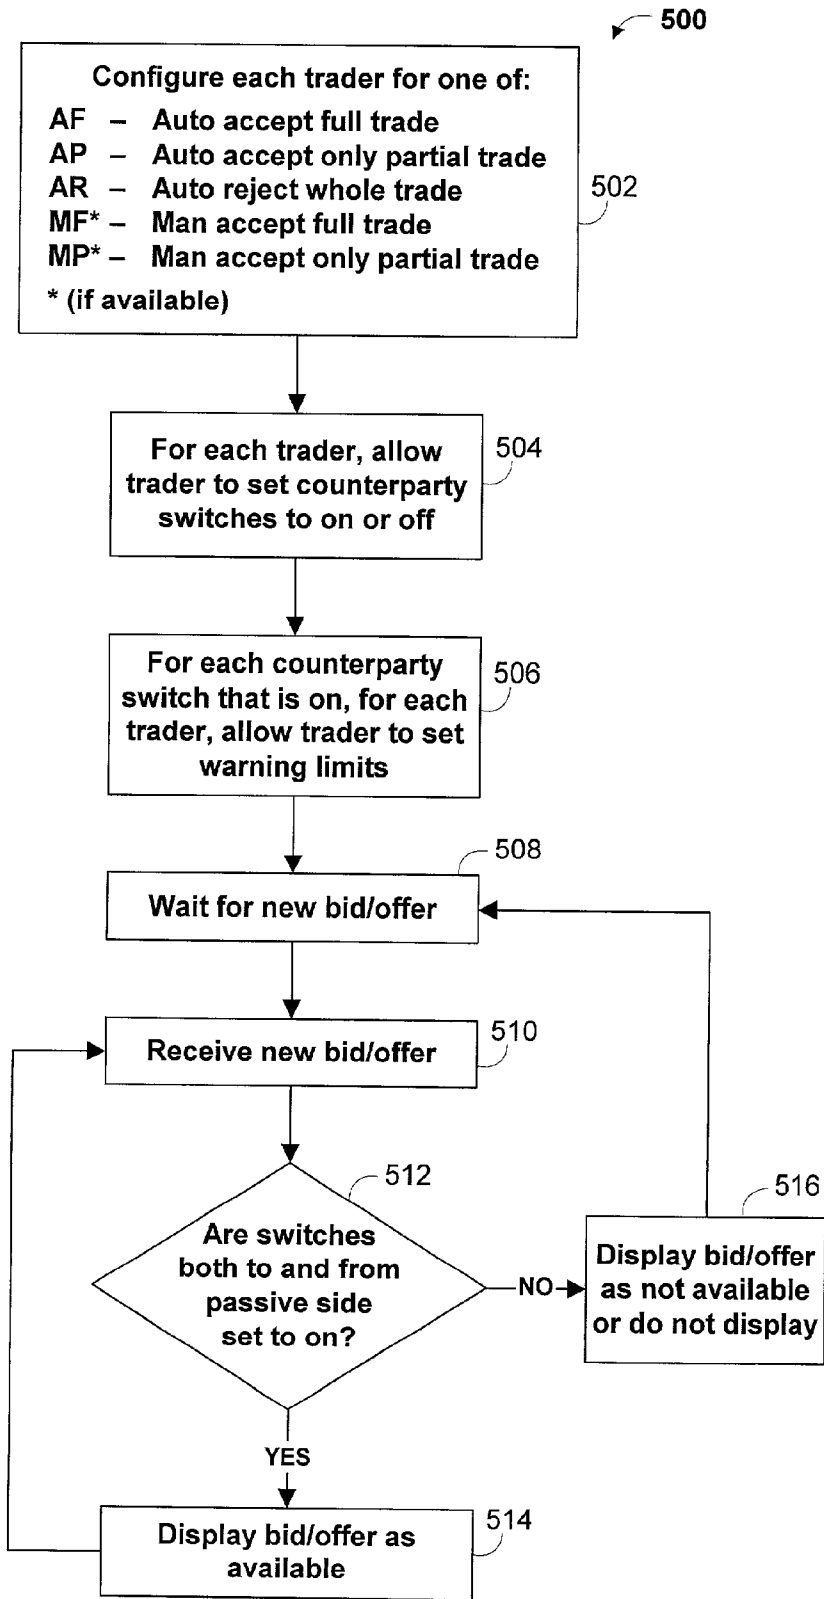 500
Configure each trader for one of:
AF – Auto accept full trade
AP – Auto accept only partial trade
AR – Auto reject whole trade
MF* – Man accept full trade
MP* – Man accept only partial trade
* (if available)
502
For each trader, allow
trader to set counterparty
switches to on or off
504
For each counterparty
switch that is on, for each
trader, allow trader to set
warning limits
506
508
Wait for new bid/offer
Receive new bid/offer
510
512
Are switches
both to and from
passive side
set to on?
NO
516
Display bid/offer
as not available
or do not display
YES
Display bid/offer as
available
514